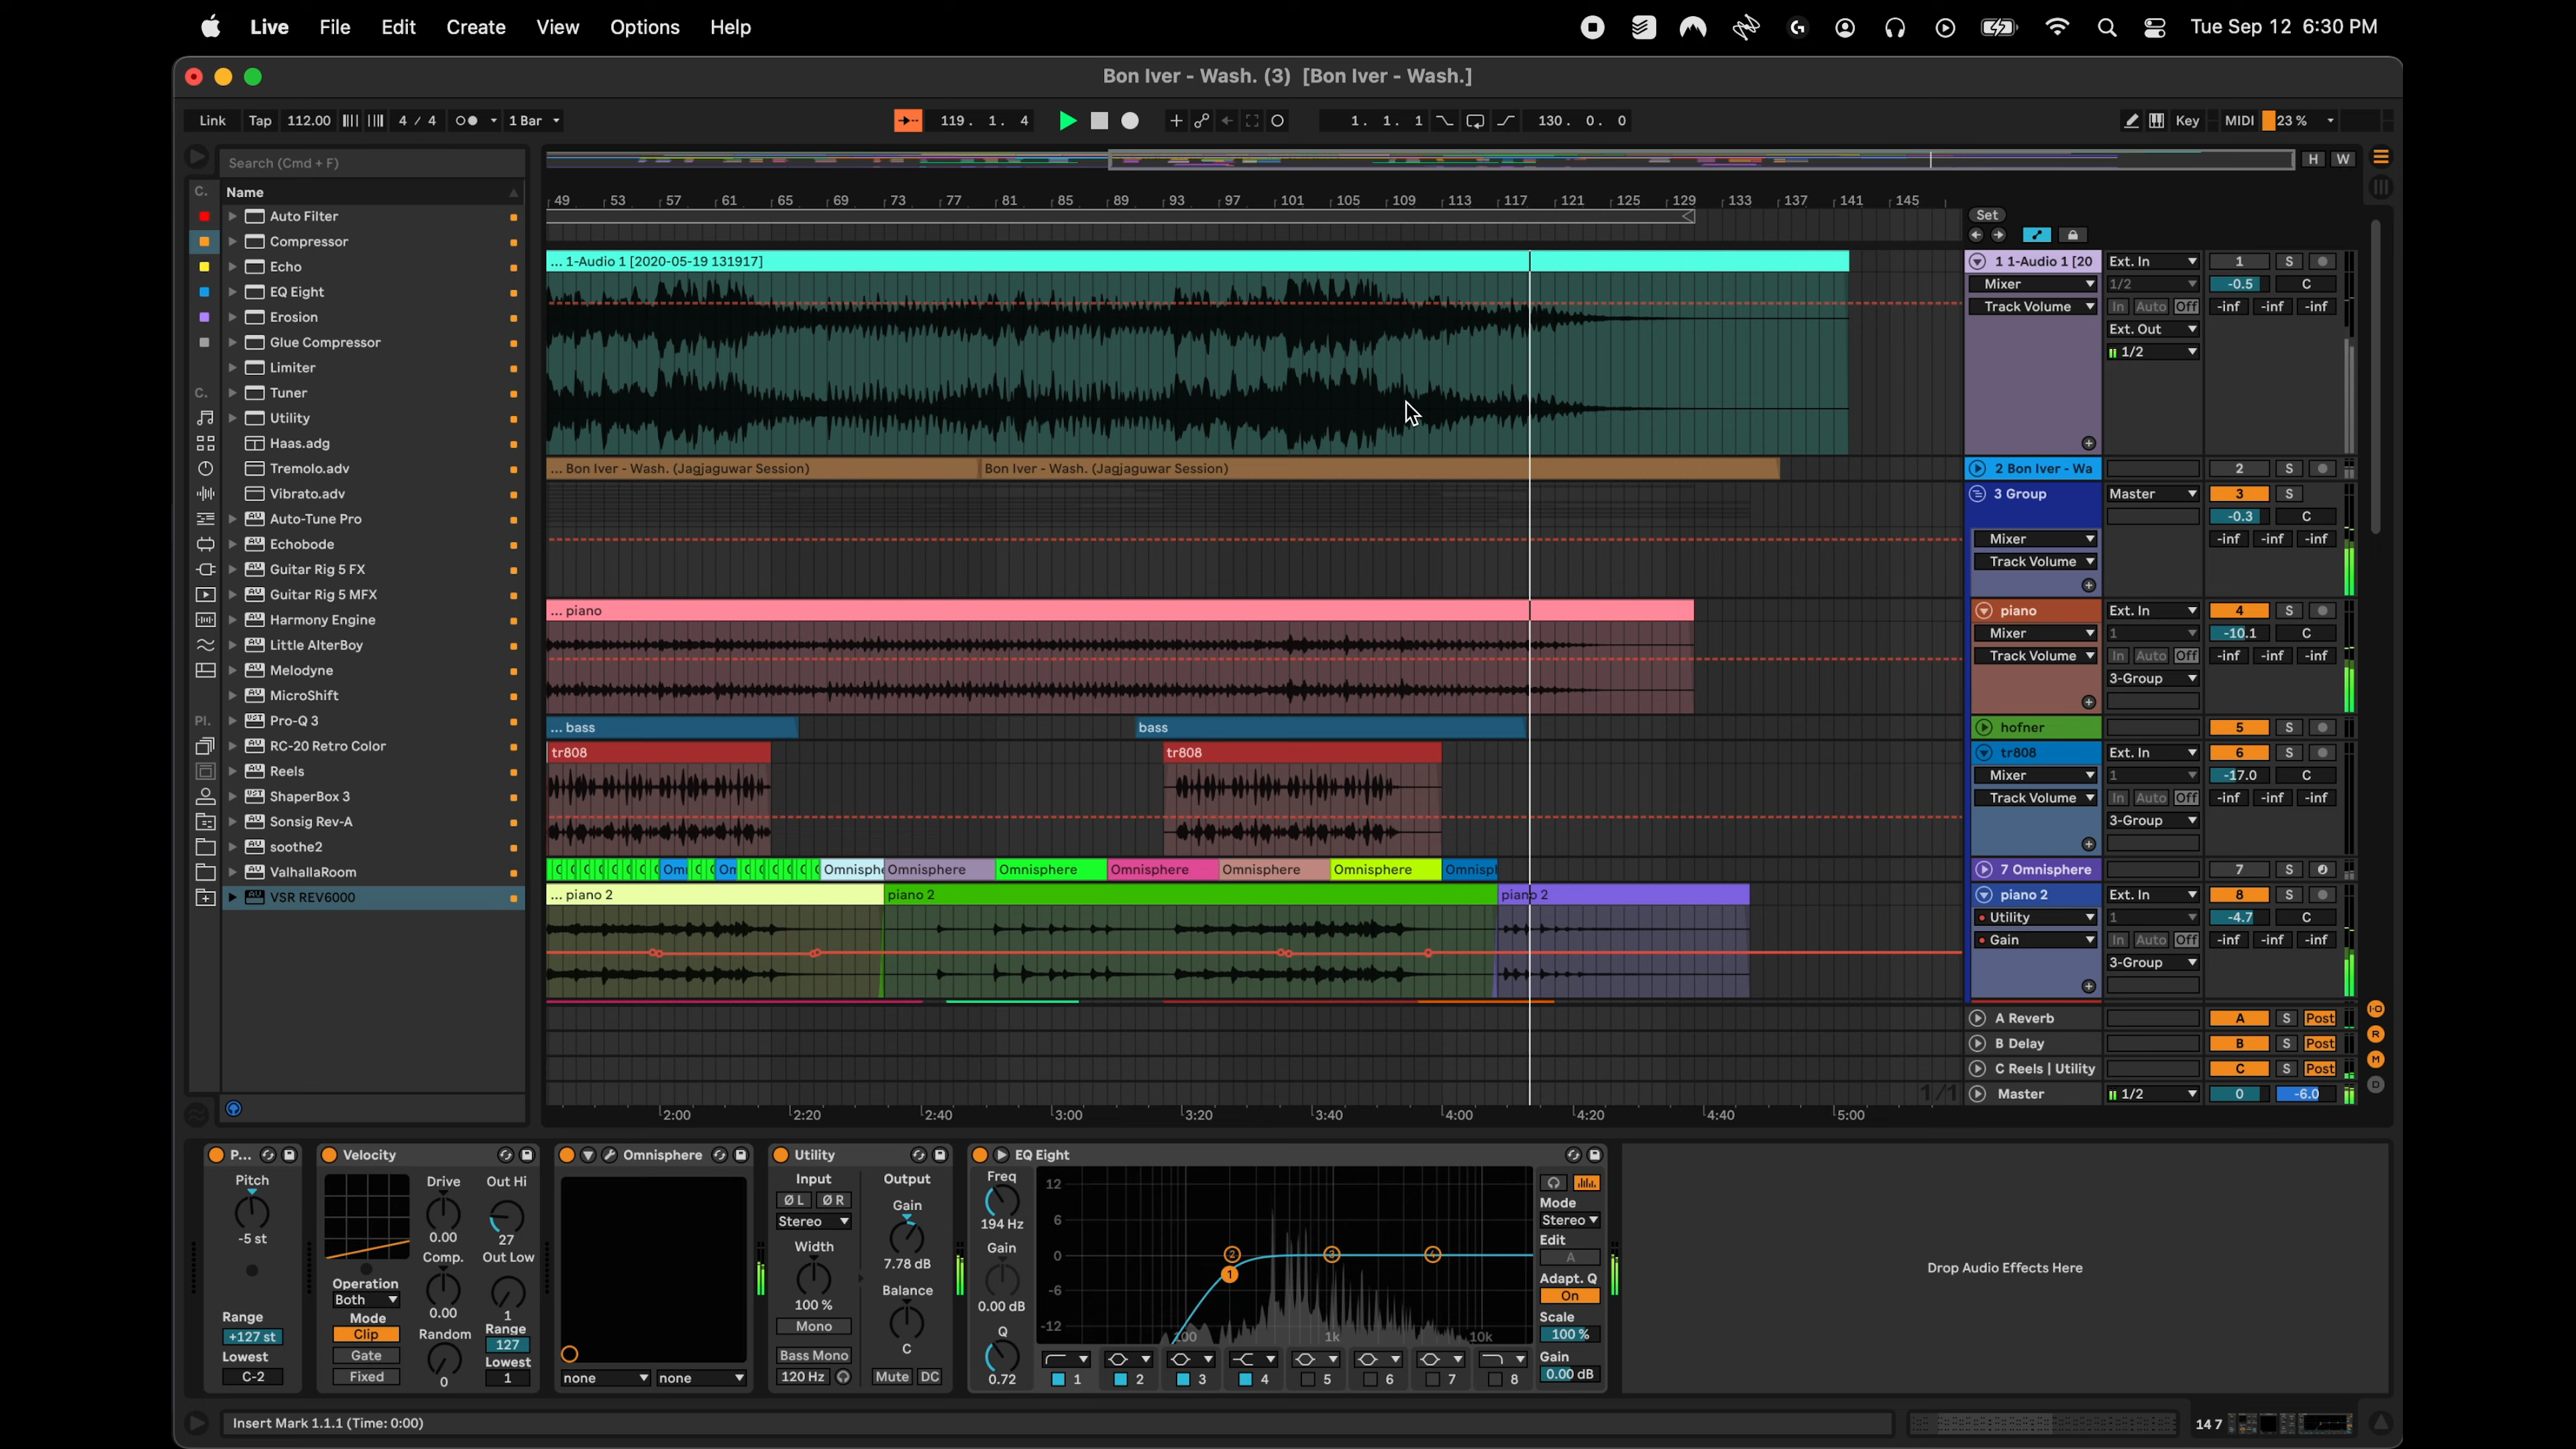 Live File Edit Create View Options Help Tue Sep 12 6:30 PM
Bon Iver - Wash. (3) [Bon Iver - Wash.]
Link Tap 112.00 4 / 4 1 Bar 119. 1. 4 1. 1. 1 130. 0. 0 Key MIDI 23 %
Search (Cmd + F)
H W
C. Name
49 53 57 61 65 69 73 77 81 85 89 93 97 101 105 109 113 117 121 125 129 133 137 141 145
Set
Auto Filter
Compressor
Echo
EQ Eight
Erosion
Glue Compressor
Limiter
C. Tuner
Utility
Haas.adg
Tremolo.adv
Vibrato.adv
Auto-Tune Pro
Echobode
Guitar Rig 5 FX
Guitar Rig 5 MFX
Harmony Engine
Little AlterBoy
Melodyne
MicroShift
Pl. Pro-Q 3
RC-20 Retro Color
Reels
ShaperBox 3
Sonsig Rev-A
soothe2
ValhallaRoom
VSR REV6000
... 1-Audio 1 [2020-05-19 131917]
1 1-Audio 1 [20 Ext. In 1 S
Mixer 1/2 -0.5 C
Track Volume In Auto Off -inf -inf -inf
Ext. Out
1/2
... Bon Iver - Wash. (Jagjaguwar Session) Bon Iver - Wash. (Jagjaguwar Session)
2 Bon Iver - Wa 2 S
3 Group Master 3 S
-0.3 C
Mixer -inf -inf -inf
Track Volume
... piano
piano Ext. In 4 S
Mixer 1 -10.1 C
Track Volume In Auto Off -inf -inf -inf
3-Group
... bass bass
hofner 5 S
tr808 tr808
tr808 Ext. In 6 S
Mixer 1 -17.0 C
Track Volume In Auto Off -inf -inf -inf
3-Group
Omnisphere Omnisphere Omnisphere Omnisphere Omnisphere
7 Omnisphere 7 S
... piano 2 piano 2 piano 2
piano 2 Ext. In 8 S
Utility 1 -4.7 C
Gain In Auto Off -inf -inf -inf
3-Group
A Reverb A S Post
B Delay B S Post
C Reels | Utility C S Post
1/1 Master 1/2 0 -6.0
2:00 2:20 2:40 3:00 3:20 3:40 4:00 4:20 4:40 5:00
I·O
R
M
D
P...
Pitch
-5 st
Range
+127 st
Lowest
C-2
Velocity
Drive Out Hi
0.00 27
Comp. Out Low
Operation
Both 0.00 1
Mode Range
Clip Random 127
Gate Lowest
Fixed 0 1
Omnisphere
none none
Utility
Input Output
Ø L Ø R Gain
Stereo
Width 7.78 dB
Balance
100 %
Mono
Bass Mono C
120 Hz Mute DC
EQ Eight
Freq
194 Hz
Gain
0.00 dB
Q
0.72
12
6
0
-6
-12
100 1k 10k
2 3 4
1
1 2 3 4 5 6 7 8
Mode
Stereo
Edit
A
Adapt. Q
On
Scale
100 %
Gain
0.00 dB
Drop Audio Effects Here
Insert Mark 1.1.1 (Time: 0:00)
14 7